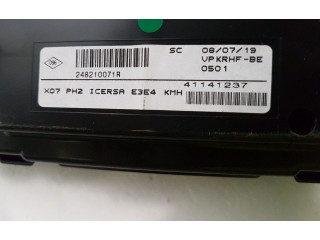 SC 08/07/19
VPKRHF-BE
0501
248210071R
41141237
X07 PH2 ICERSA E3E4 KMH